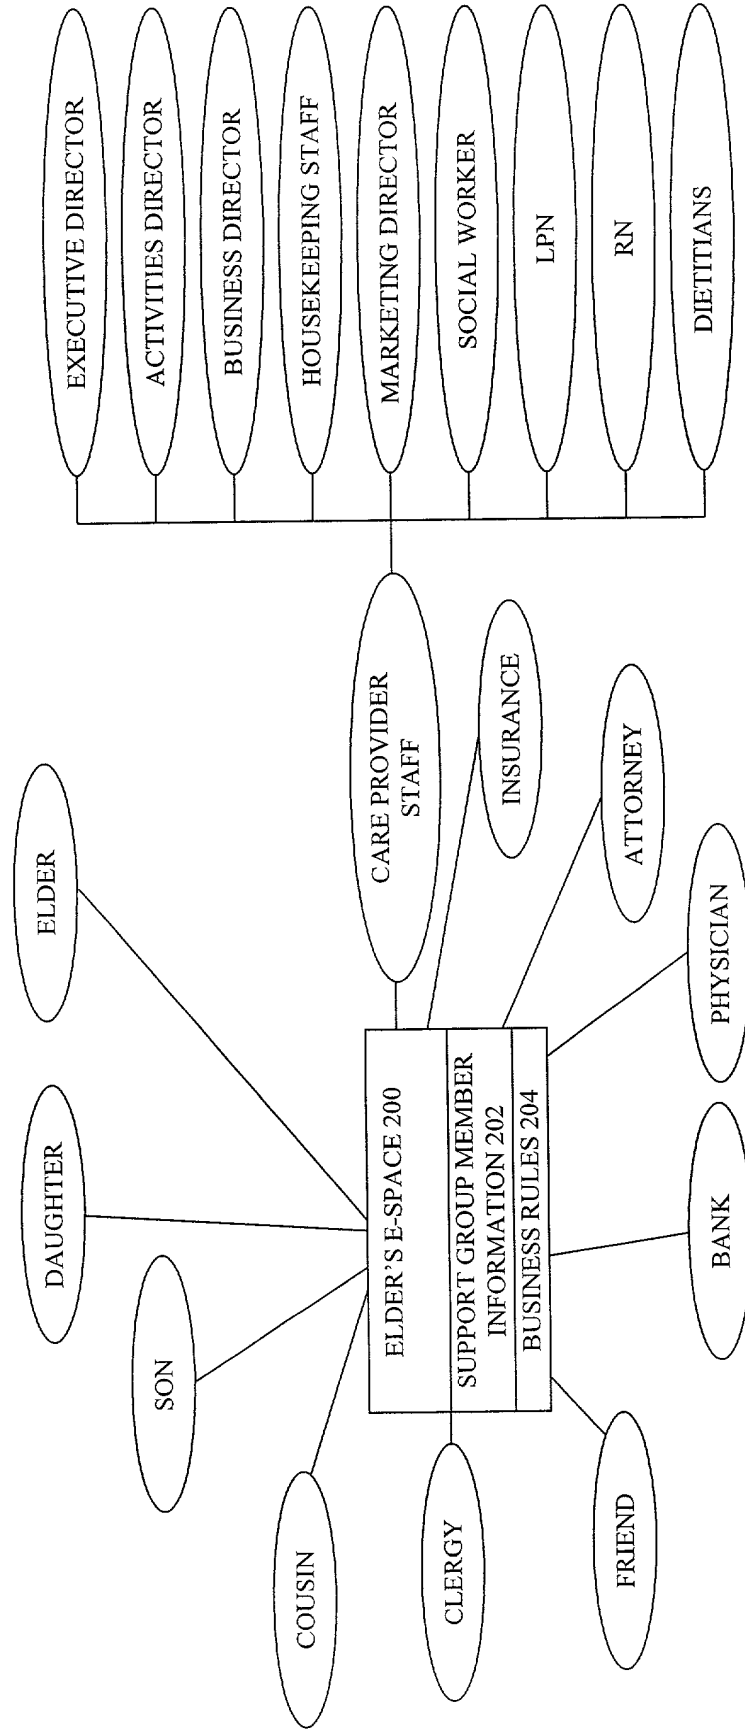 ELDER
DAUGHTER
SON
COUSIN
CLERGY
FRIEND
BANK
PHYSICIAN
ATTORNEY
INSURANCE
ELDER'S E-SPACE 200
SUPPORT GROUP MEMBER
INFORMATION 202
BUSINESS RULES 204
CARE PROVIDER
STAFF
EXECUTIVE DIRECTOR
ACTIVITIES DIRECTOR
BUSINESS DIRECTOR
HOUSEKEEPING STAFF
MARKETING DIRECTOR
SOCIAL WORKER
LPN
RN
DIETITIANS